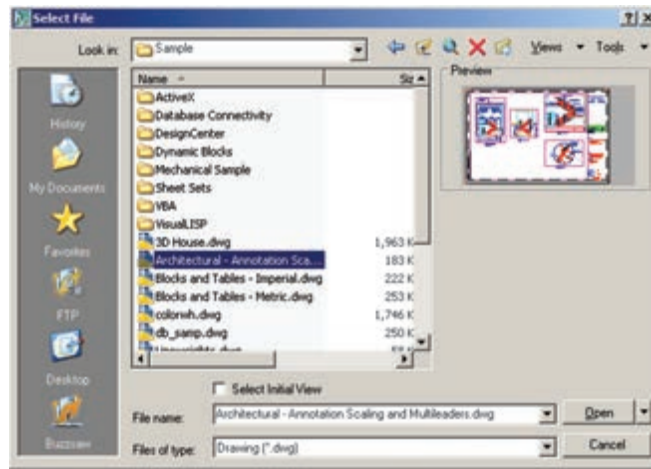 Select File
Look in: Sample
Views Tools
History
My Documents
Favorites
FTP
Desktop
Buzzsaw
Name Siz
ActiveX
Database Connectivity
DesignCenter
Dynamic Blocks
Mechanical Sample
Sheet Sets
VBA
VisualLISP
3D House.dwg 1,963 K
Architectural - Annotation Sca... 183 K
Blocks and Tables - Imperial.dwg 222 K
Blocks and Tables - Metric.dwg 253 K
colorwh.dwg 1,746 K
db_samp.dwg 250 K
Preview
Select Initial View
File name: Architectural - Annotation Scaling and Multileaders.dwg Open
Files of type: Drawing (*.dwg) Cancel